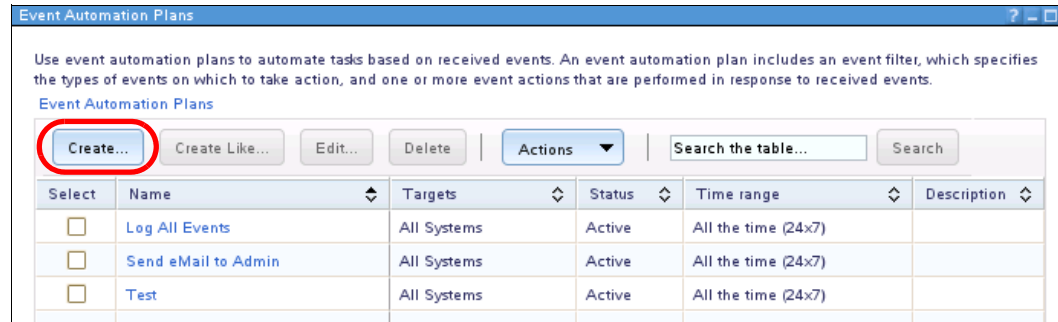 Event Automation Plans ? 
Use event automation plans to automate tasks based on received events. An event automation plan includes an event filter, which specifies
the types of events on which to take action, and one or more event actions that are performed in response to received events.
Event Automation Plans
Create... Create Like... Edit... Delete Actions Search the table... Search
Select Name Targets Status Time range Description
Log All Events All Systems Active All the time (24x7)
Send eMail to Admin All Systems Active All the time (24x7)
Test All Systems Active All the time (24x7)